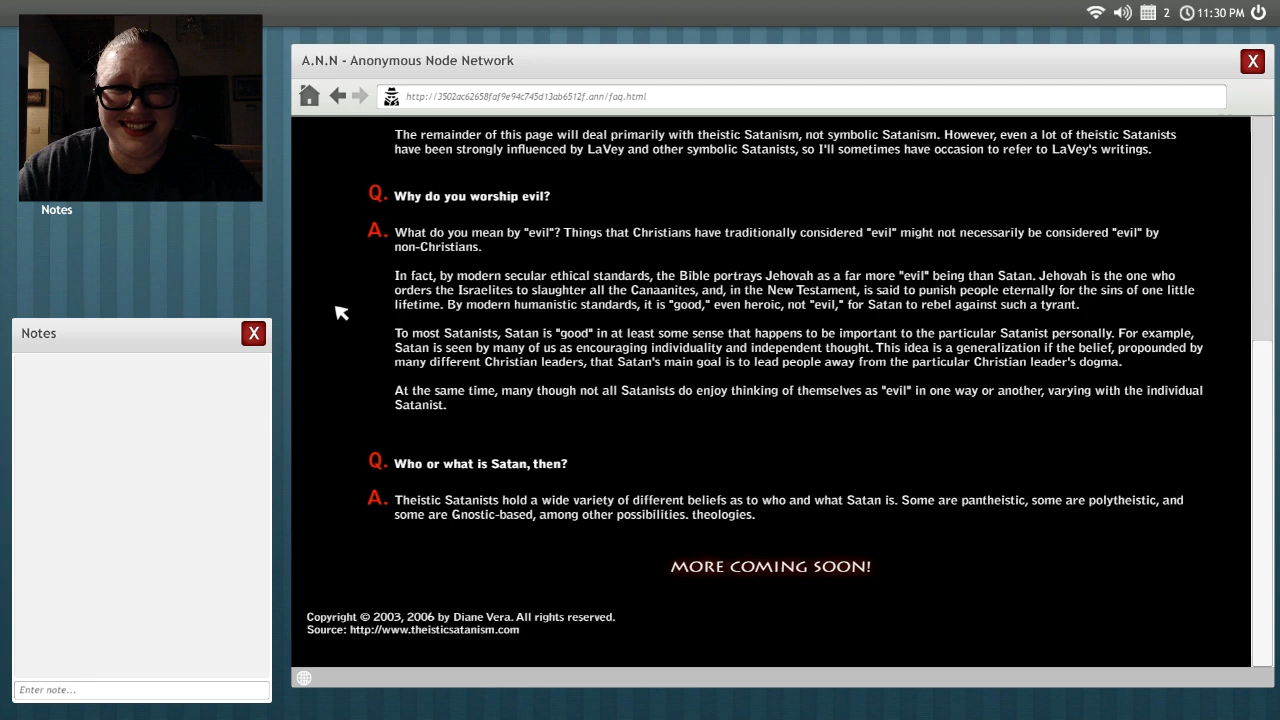 2
11:30 PM
A.N.N - Anonymous Node Network
X
http://3502ac62658faf9e94c745d13ab6512f.ann/faq.html
The remainder of this page will deal primarily with theistic Satanism, not symbolic Satanism. However, even a lot of theistic Satanists
have been strongly influenced by LaVey and other symbolic Satanists, so I'll sometimes have occasion to refer to LaVey's writings.
Q. Why do you worship evil?
A. What do you mean by "evil"? Things that Christians have traditionally considered "evil" might not necessarily be considered "evil" by
non-Christians.
In fact, by modern secular ethical standards, the Bible portrays Jehovah as a far more "evil" being than Satan. Jehovah is the one who
orders the Israelites to slaughter all the Canaanites, and, in the New Testament, is said to punish people eternally for the sins of one little
lifetime. By modern humanistic standards, it is "good," even heroic, not "evil," for Satan to rebel against such a tyrant.
To most Satanists, Satan is "good" in at least some sense that happens to be important to the particular Satanist personally. For example,
Satan is seen by many of us as encouraging individuality and independent thought. This idea is a generalization if the belief, propounded by
many different Christian leaders, that Satan's main goal is to lead people away from the particular Christian leader's dogma.
At the same time, many though not all Satanists do enjoy thinking of themselves as "evil" in one way or another, varying with the individual
Satanist.
Q. Who or what is Satan, then?
A. Theistic Satanists hold a wide variety of different beliefs as to who and what Satan is. Some are pantheistic, some are polytheistic, and
some are Gnostic-based, among other possibilities. theologies.
MORE COMING SOON!
Copyright © 2003, 2006 by Diane Vera. All rights reserved.
Source: http://www.theisticsatanism.com
Notes
Notes
X
Enter note...